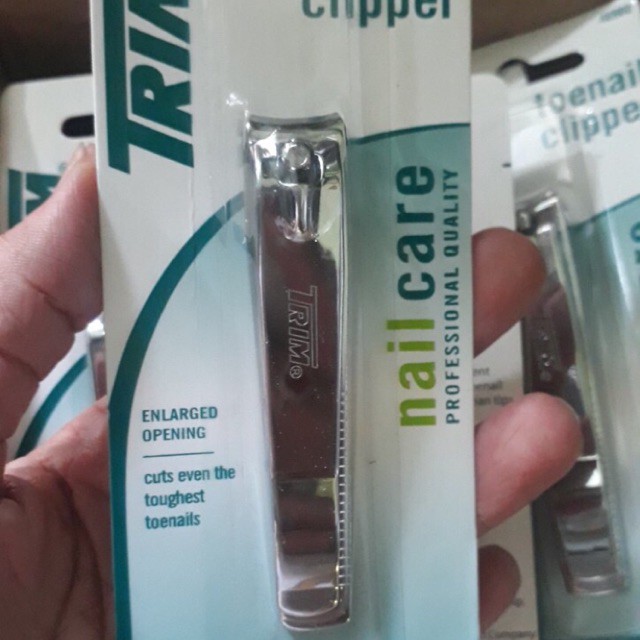 TRIM
clipper
TRIM®
nail care
PROFESSIONAL QUALITY
ENLARGED
OPENING
cuts even the
toughest
toenails
toenail
clipper